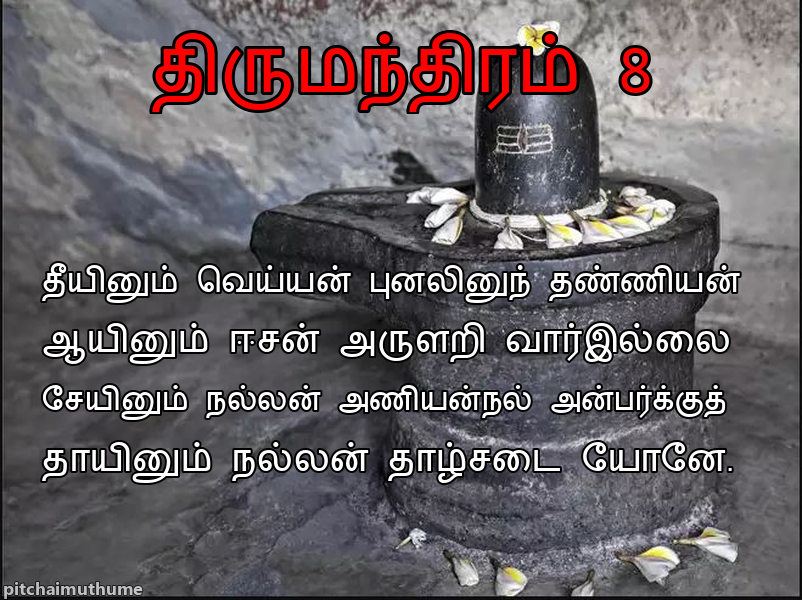 திருமந்திரம் 8
தீயினும் வெய்யன் புனலினுந் தண்ணியன்
ஆயினும் ஈசன் அருளறி வார்இல்லை
சேயினும் நல்லன் அணியன்நல் அன்பர்க்குத்
தாயினும் நல்லன் தாழ்சடை யோனே.
pitchaimuthume